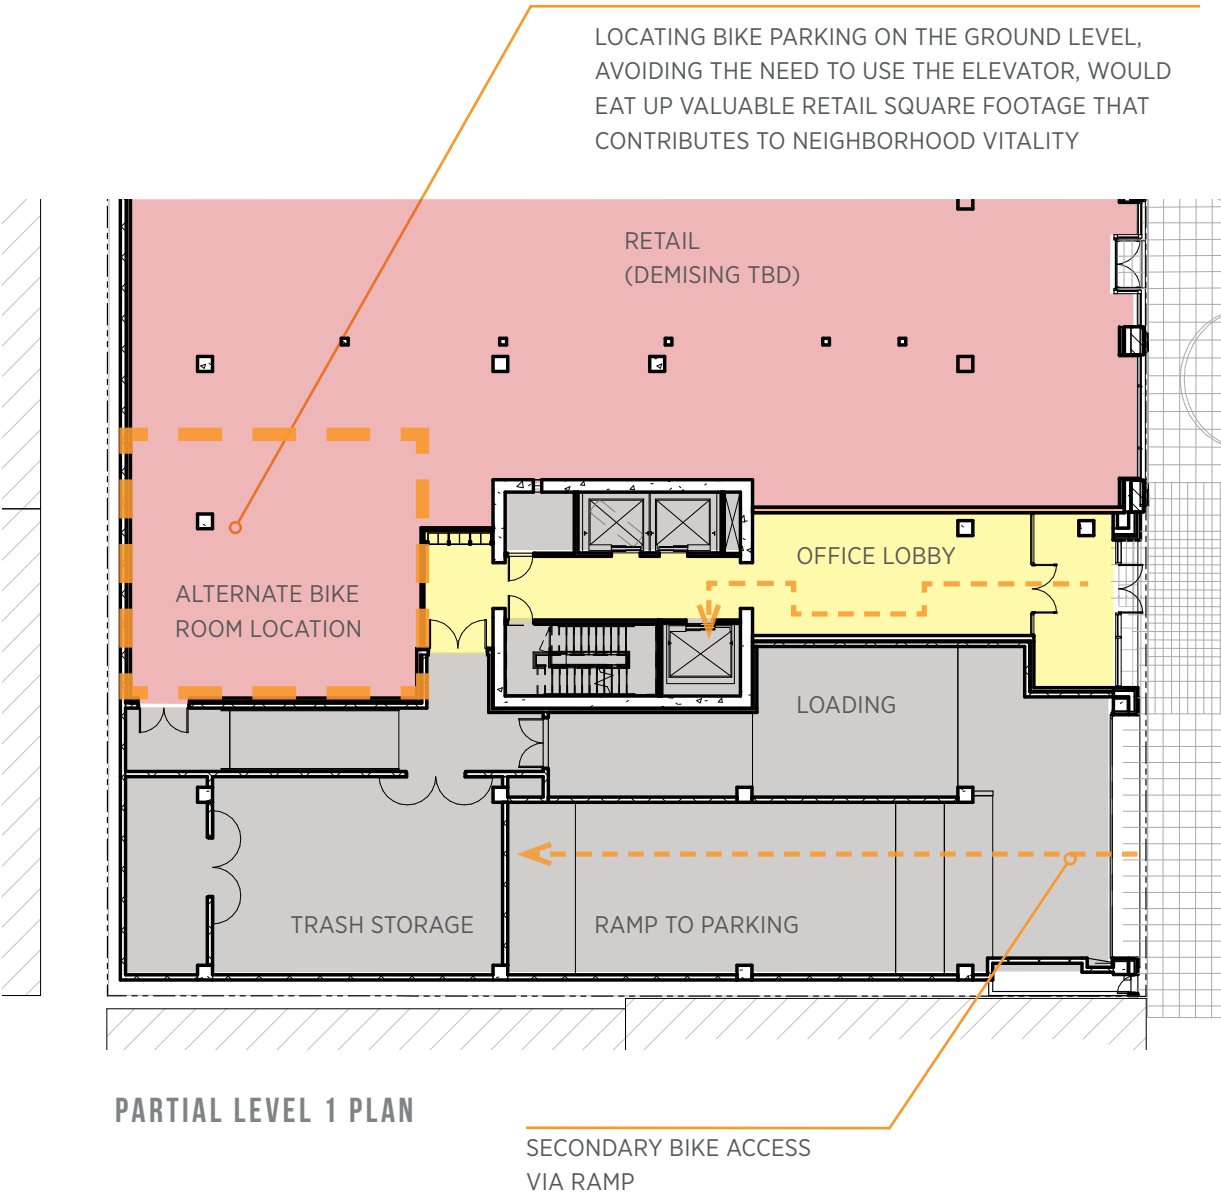 LOCATING BIKE PARKING ON THE GROUND LEVEL,
AVOIDING THE NEED TO USE THE ELEVATOR, WOULD
EAT UP VALUABLE RETAIL SQUARE FOOTAGE THAT
CONTRIBUTES TO NEIGHBORHOOD VITALITY
RETAIL
(DEMISING TBD)
OFFICE LOBBY
ALTERNATE BIKE
ROOM LOCATION
LOADING
TRASH STORAGE
RAMP TO PARKING
PARTIAL LEVEL 1 PLAN
SECONDARY BIKE ACCESS
VIA RAMP